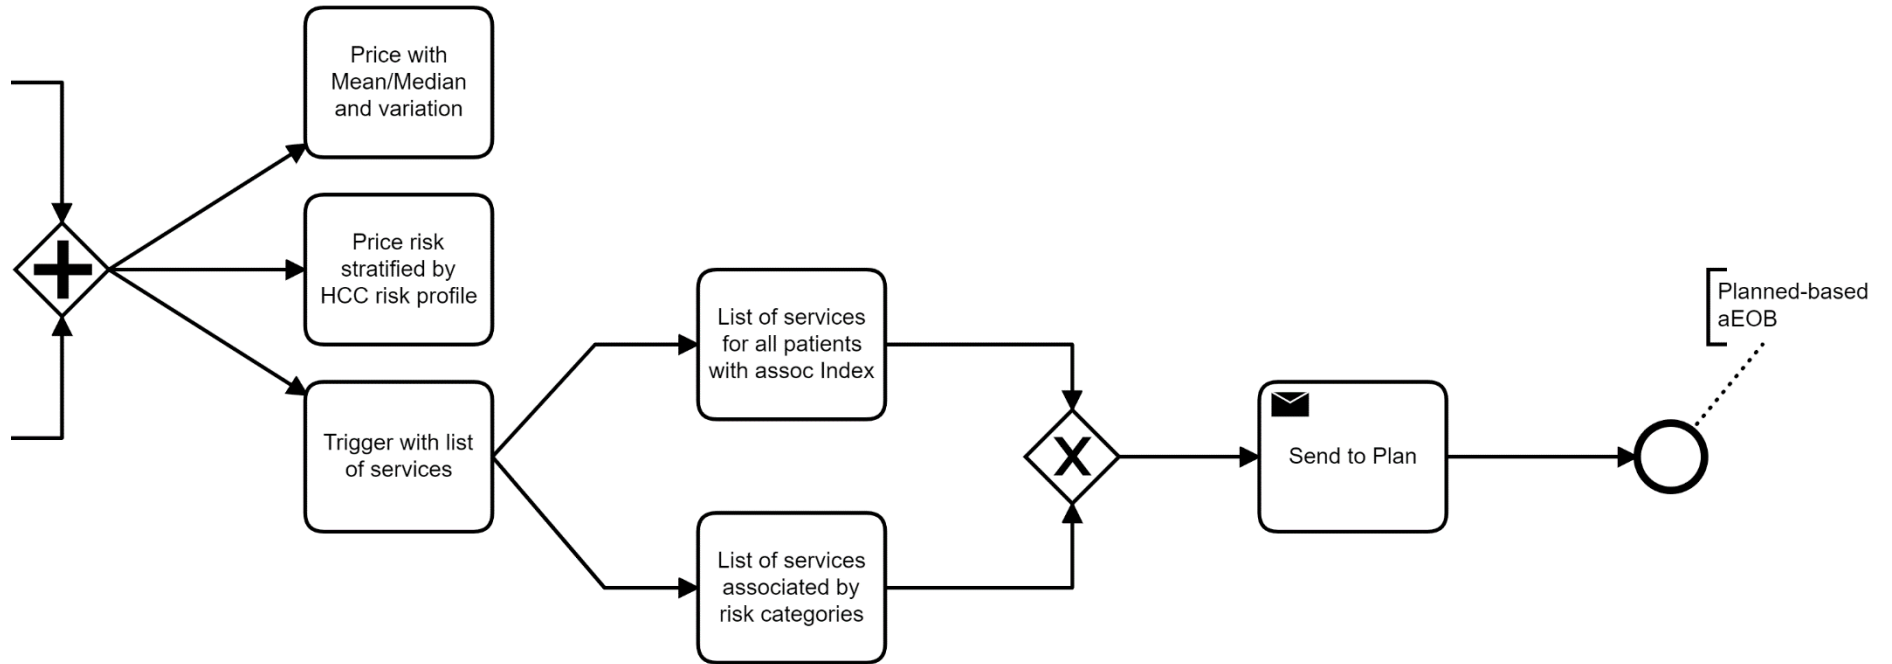 Price with
Mean/Median
and variation
Price risk
stratified by
HCC risk profile
Trigger with list
of services
List of services
for all patients
with assoc Index
List of services
associated by
risk categories
X
Send to Plan
Planned-based
aEOB